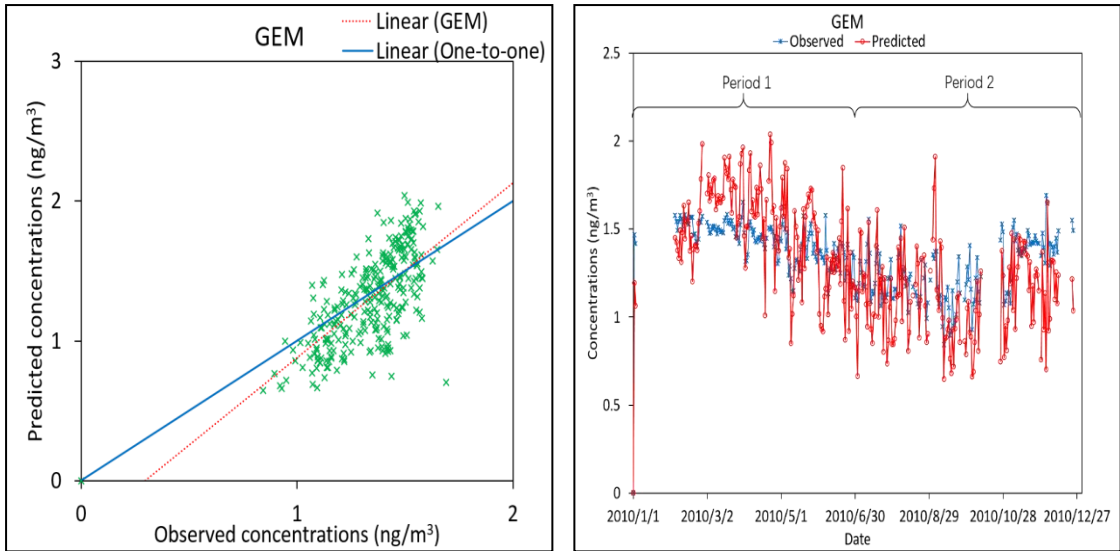 Linear (GEM)
GEM
Linear (One-to-one)
3
2
1
0
0
1
2
Predicted concentrations (ng/m³)
Observed concentrations (ng/m³)
GEM
Observed
Predicted
2.5
2
1.5
1
0.5
0
Period 1
Period 2
Concentrations (ng/m³)
2010/1/1
2010/3/2
2010/5/1
2010/6/30
2010/8/29
2010/10/28
2010/12/27
Date